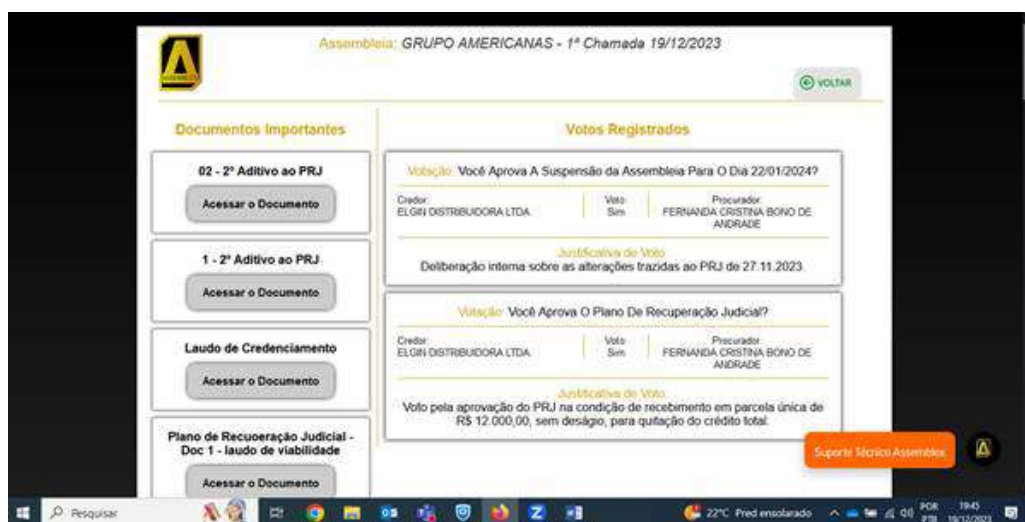 Assembleia: GRUPO AMERICANAS - 1ª Chamada 19/12/2023
VOLTAR
Documentos Importantes
02 - 2º Aditivo ao PRJ
Acessar o Documento
1 - 2º Aditivo ao PRJ
Acessar o Documento
Laudo de Credenciamento
Acessar o Documento
Plano de Recuoeração Judicial -
Doc 1 - laudo de viabilidade
Acessar o Documento
Votos Registrados
Votação: Você Aprova A Suspensão da Assembleia Para O Dia 22/01/2024?
Credor: Voto: Procurador:
ELGIN DISTRIBUIDORA LTDA. Sim FERNANDA CRISTINA BONO DE
ANDRADE
Justificativa de Voto
Deliberação interna sobre as alterações trazidas ao PRJ de 27.11.2023.
Votação: Você Aprova O Plano De Recuperação Judicial?
Credor: Voto: Procurador:
ELGIN DISTRIBUIDORA LTDA. Sim FERNANDA CRISTINA BONO DE
ANDRADE
Justificativa de Voto
Voto pela aprovação do PRJ na condição de recebimento em parcela única de
R$ 12.000,00, sem deságio, para quitação do crédito total.
Suporte Técnico Assemblex
Pesquisar
22°C Pred ensolarado
POR 19:45
PTB 19/12/2023